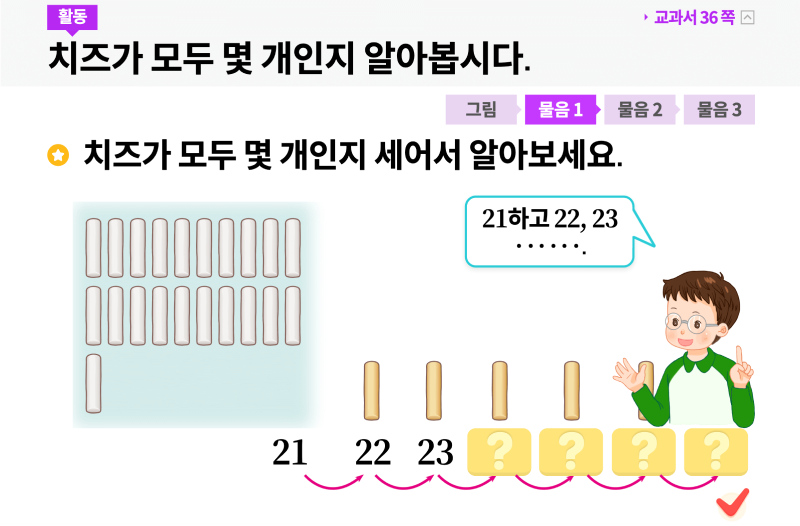 활동
교과서 36 쪽
치즈가 모두 몇 개인지 알아봅시다.
그림 물음 1 물음 2 물음 3
치즈가 모두 몇 개인지 세어서 알아보세요.
21하고 22, 23
· · · · · · .
21 22 23 ? ? ? ?